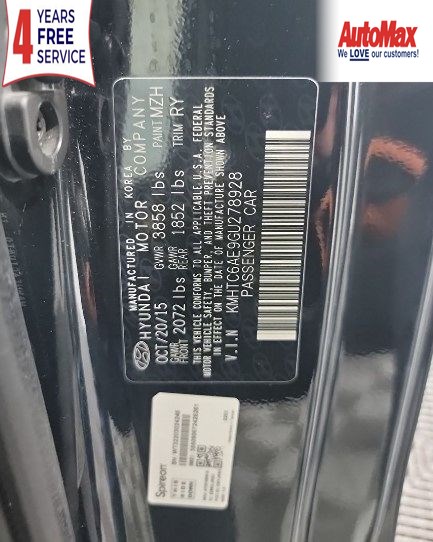 4 YEARS
FREE
SERVICE
AutoMax
We LOVE our customers!
MANUFACTURED IN KOREA BY
HYUNDAI MOTOR COMPANY
OCT/20/15 GVWR 3858 lbs PAINT MZH
GAWR FRONT 2072 lbs GAWR REAR 1852 lbs TRIM RY
THIS VEHICLE CONFORMS TO ALL APPLICABLE U.S.A. FEDERAL
MOTOR VEHICLE SAFETY, BUMPER, AND THEFT PREVENTION STANDARDS
IN EFFECT ON THE DATE OF MANUFACTURE SHOWN ABOVE
V.I.N KMHTC6AE9GU278928
PASSENGER CAR
Spireon